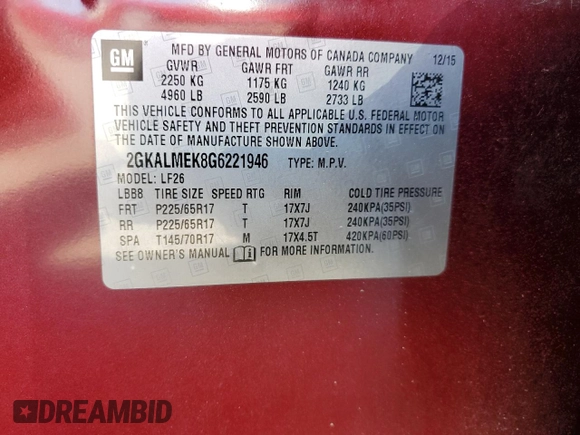 GM
MFD BY GENERAL MOTORS OF CANADA COMPANY 12/15
GVWR GAWR FRT GAWR RR
2250 KG 1175 KG 1240 KG
4960 LB 2590 LB 2733 LB
THIS VEHICLE CONFORMS TO ALL APPLICABLE U.S. FEDERAL MOTOR
VEHICLE SAFETY AND THEFT PREVENTION STANDARDS IN EFFECT ON THE
DATE OF MANUFACTURE SHOWN ABOVE.
2GKALMEK8G6221946 TYPE: M.P.V.
MODEL: LF26
LBB8 TIRE SIZE SPEED RTG RIM COLD TIRE PRESSURE
FRT P225/65R17 T 17X7J 240KPA(35PSI)
RR P225/65R17 T 17X7J 240KPA(35PSI)
SPA T145/70R17 M 17X4.5T 420KPA(60PSI)
SEE OWNER'S MANUAL FOR MORE INFORMATION
DREAMBID